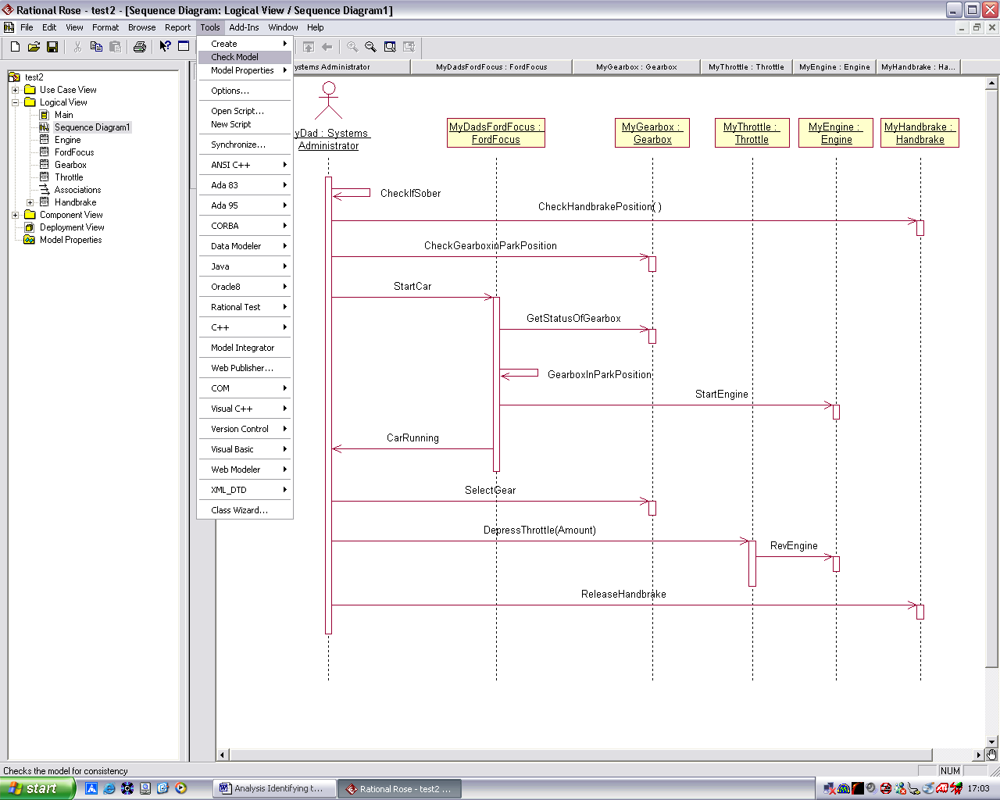 Rational Rose - test2 - [Sequence Diagram: Logical View / Sequence Diagram1]
File Edit View Format Browse Report Tools Add-Ins Window Help
Create
Check Model
Model Properties
Options...
Open Script...
New Script
Synchronize...
ANSI C++
Ada 83
Ada 95
CORBA
Data Modeler
Java
Oracle8
Rational Test
C++
Model Integrator
Web Publisher...
COM
Visual C++
Version Control
Visual Basic
Web Modeler
XML_DTD
Class Wizard...
test2
Use Case View
Logical View
Main
Sequence Diagram1
Engine
FordFocus
Gearbox
Throttle
Associations
Handbrake
Component View
Deployment View
Model Properties
ystems Administrator MyDadsFordFocus : FordFocus MyGearbox : Gearbox MyThrottle : Throttle MyEngine : Engine MyHandbrake : Ha...
yDad : Systems
Administrator
MyDadsFordFocus :
FordFocus
MyGearbox :
Gearbox
MyThrottle :
Throttle
MyEngine :
Engine
MyHandbrake :
Handbrake
CheckIfSober
CheckHandbrakePosition( )
CheckGearboxinParkPosition
StartCar
GetStatusOfGearbox
GearboxInParkPosition
StartEngine
CarRunning
SelectGear
DepressThrottle(Amount)
RevEngine
ReleaseHandbrake
Checks the model for consistency
NUM
start
Analysis Identifying t...
Rational Rose - test2 ...
17:03